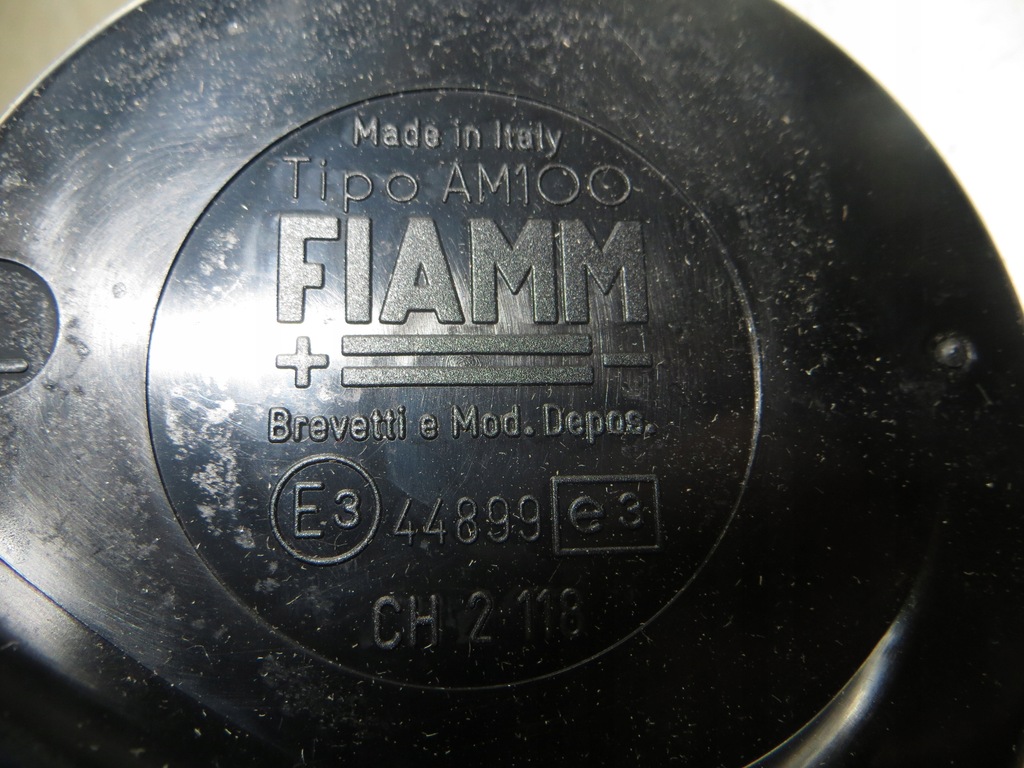 Made in Italy
Tipo AM100
FIAMM
+ −
Brevetti e Mod. Depos.
E3 44899 e3
CH 2 118